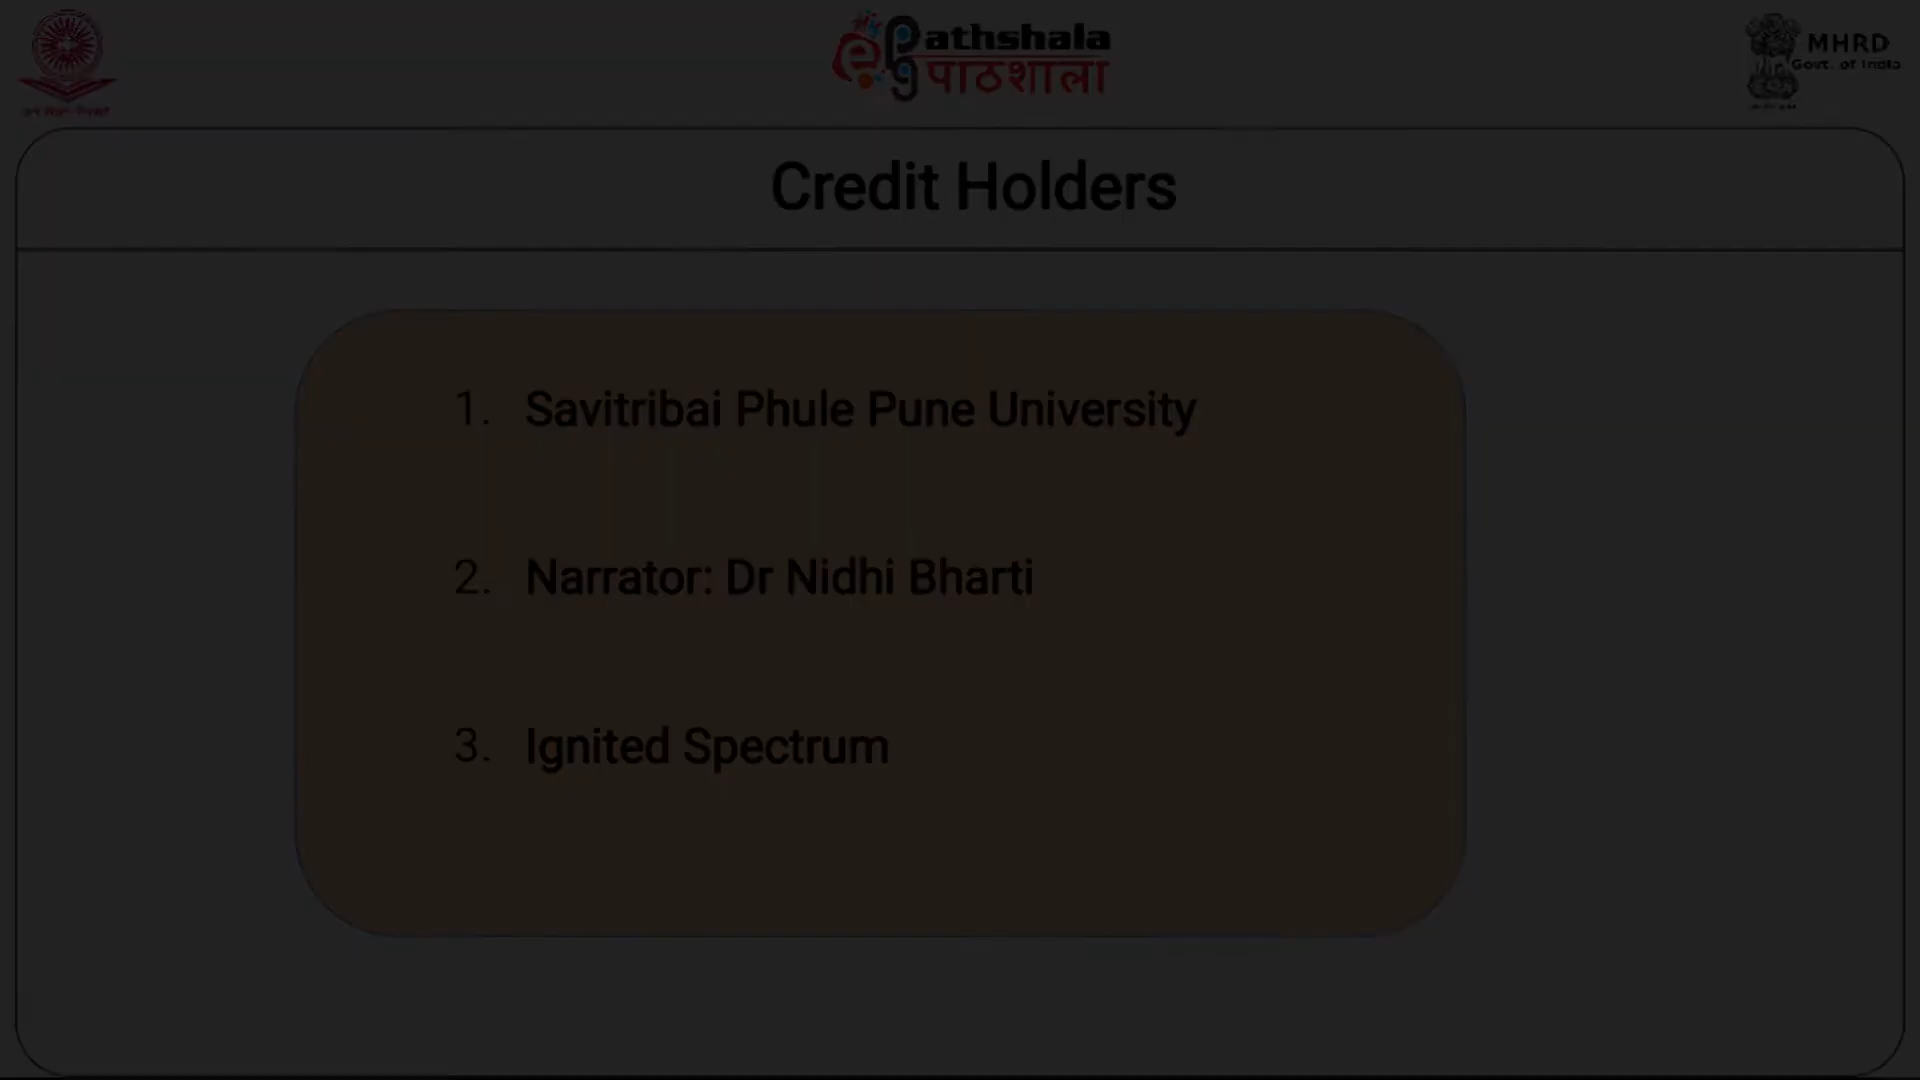 ePathshala
पाठशाला
MHRD
Govt. of India
Credit Holders
1. Savitribai Phule Pune University
2. Narrator: Dr Nidhi Bharti
3. Ignited Spectrum